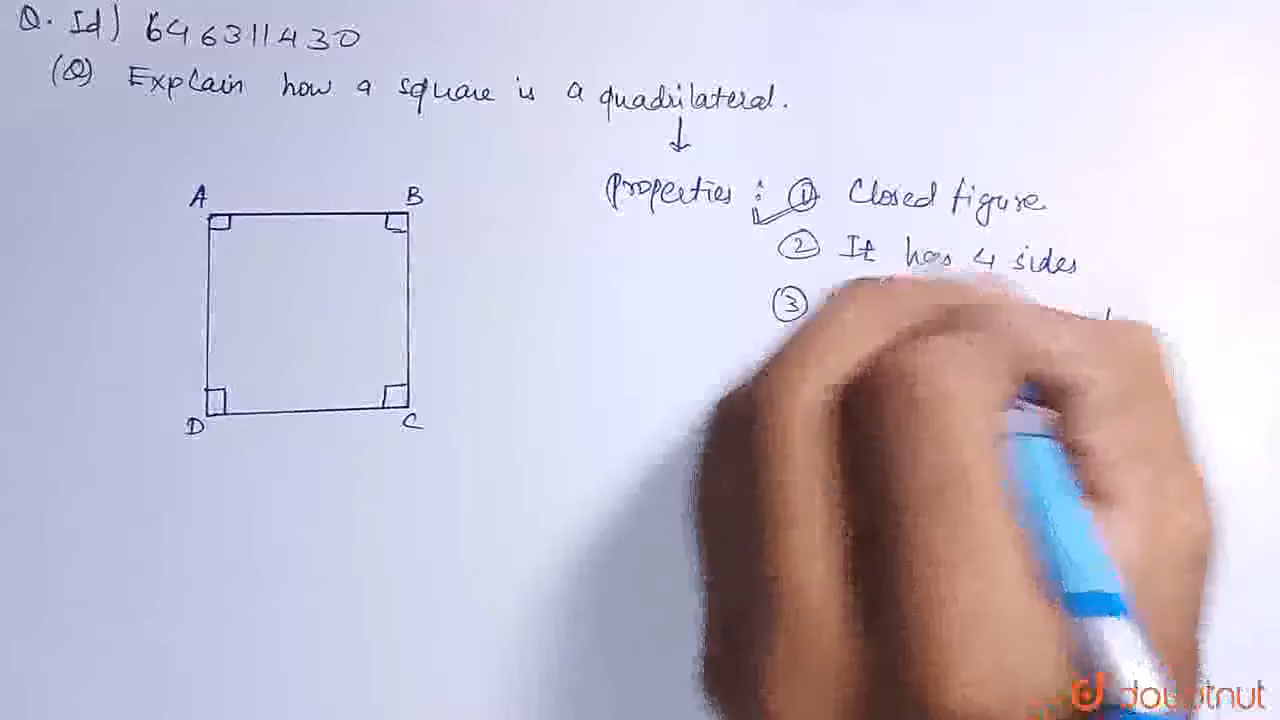 Q. Id) 646311430
(Q) Explain how a square is a quadrilateral.
↓
Properties : ① Closed figure
② It has 4 sides
③
A B
D C
doubtnut